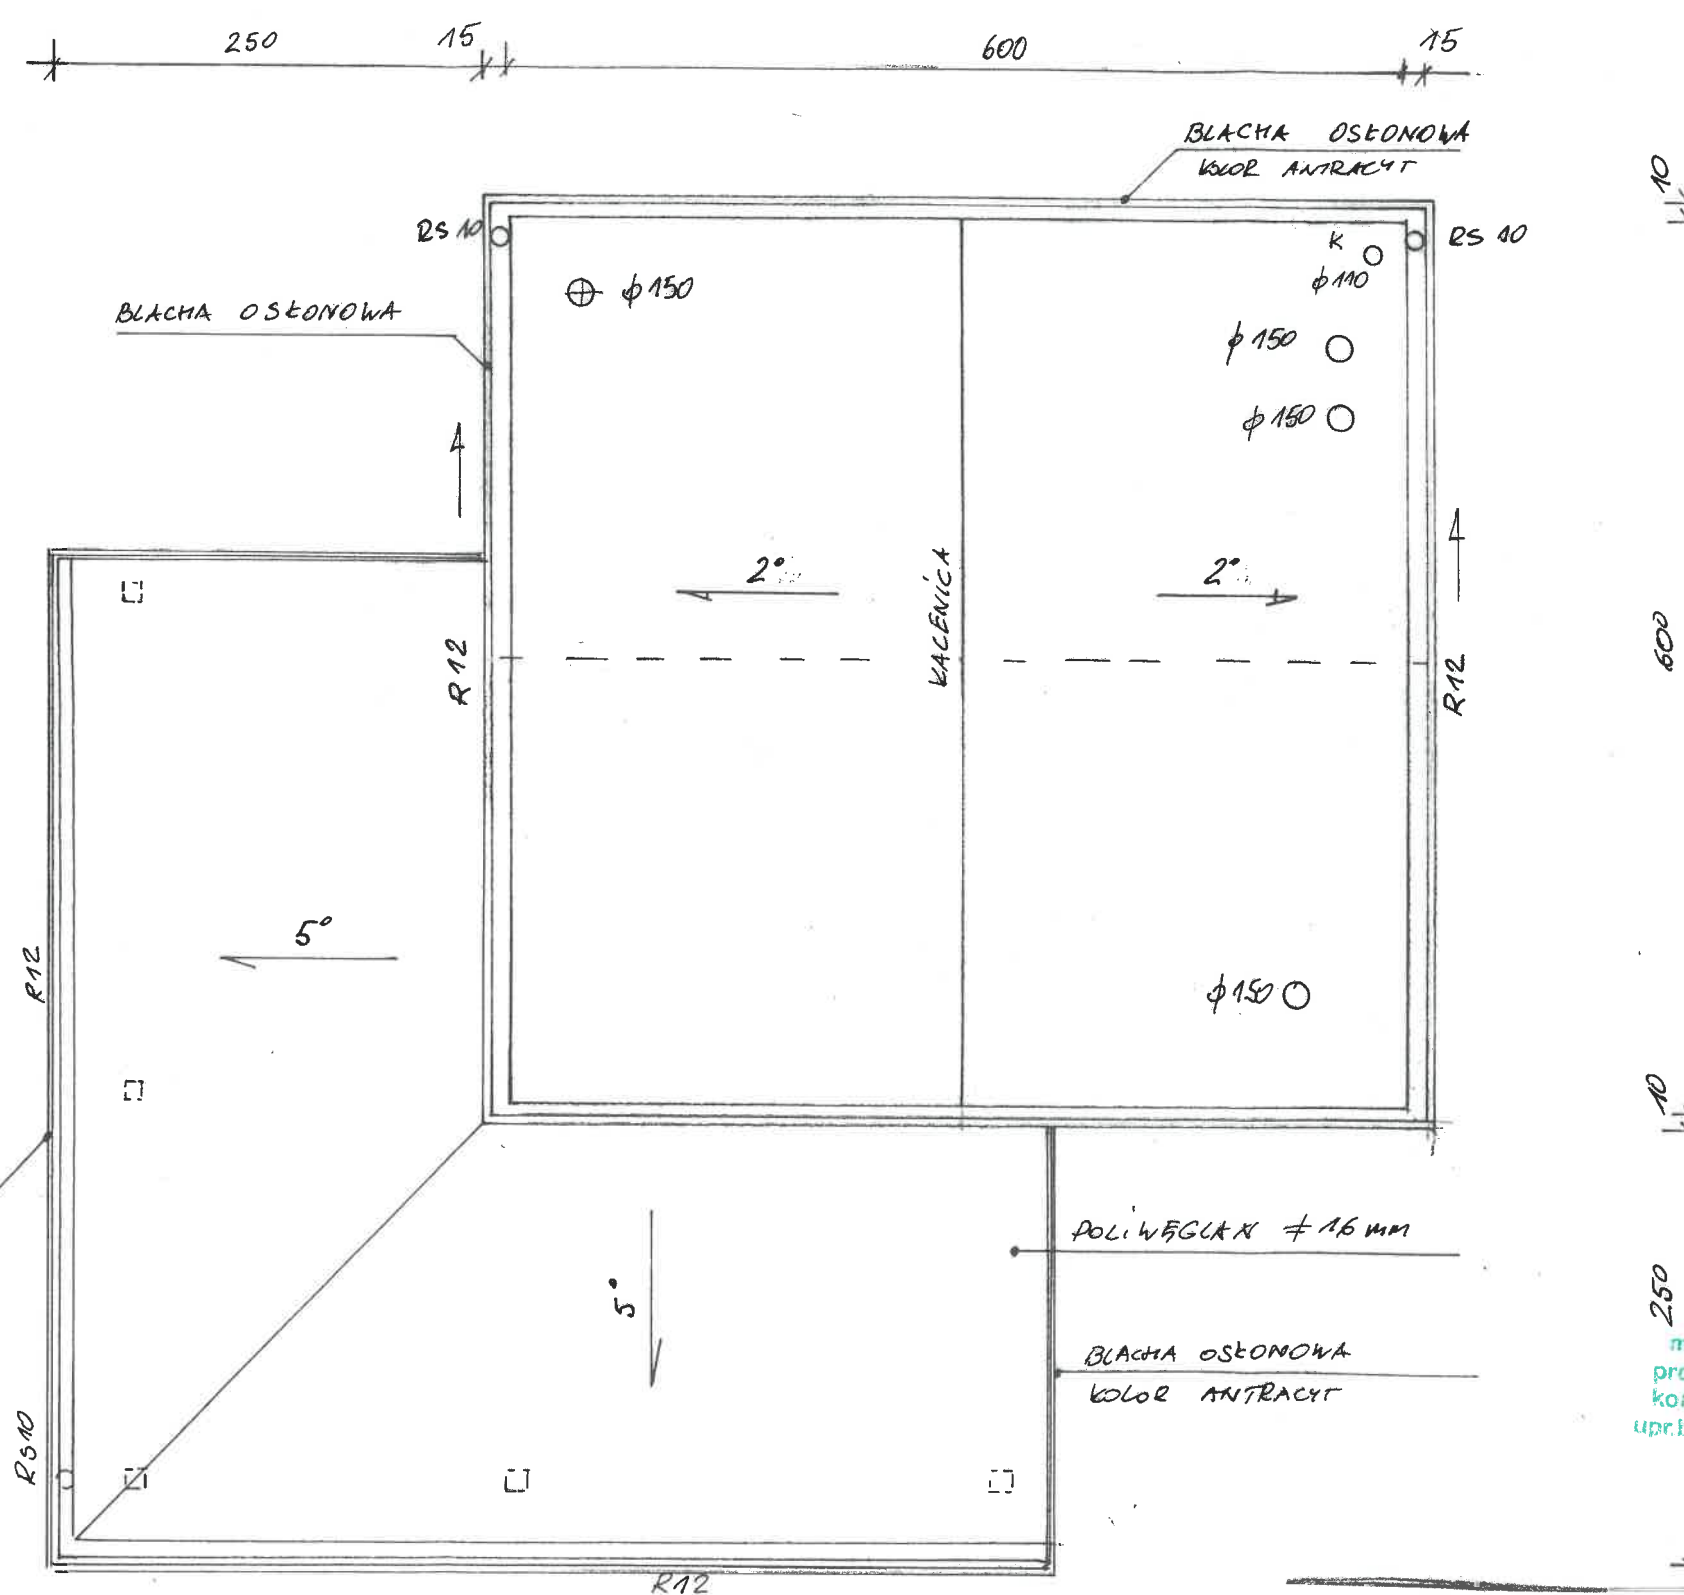 250
15
600
15
BLACHA OSŁONOWA
KOLOR ANTRACYT
10
RS 10
K
RS 10
φ110
φ150
BLACHA OSŁONOWA
φ150
φ150
2°
2°
KALENICA
R12
R12
600
5°
R12
φ150
10
POLIWĘGLAN ≠ 16 mm
5°
250
BLACHA OSŁONOWA
KOLOR ANTRACYT
RS10
upr.b
R12